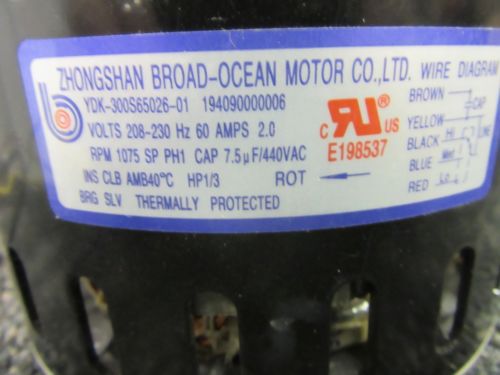 ZHONGSHAN BROAD-OCEAN MOTOR CO.,LTD. WIRE DIAGRAM
YDK-300S65026-01 194090000006
VOLTS 208-230 Hz 60 AMPS 2.0
RPM 1075 SP PH1 CAP 7.5μF/440VAC
INS CLB AMB40°C HP1/3 ROT
BRG SLV THERMALLY PROTECTED
C RU US
E198537
BROWN CAP
YELLOW
BLACK Hi
BLUE
RED